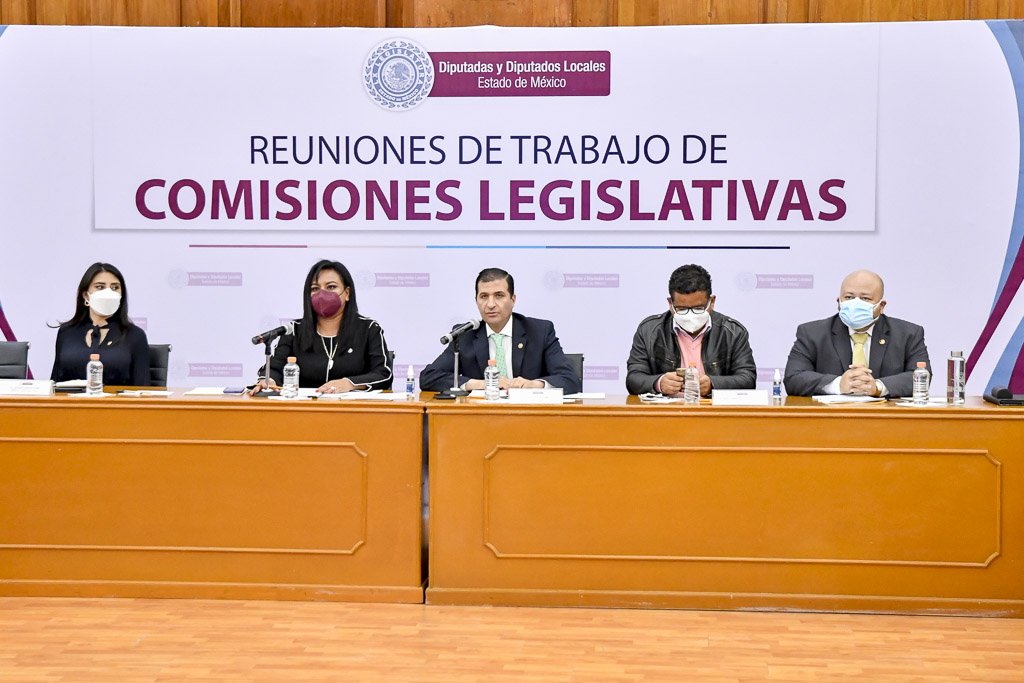 Diputadas y Diputados Locales
Estado de México
REUNIONES DE TRABAJO DE
COMISIONES LEGISLATIVAS